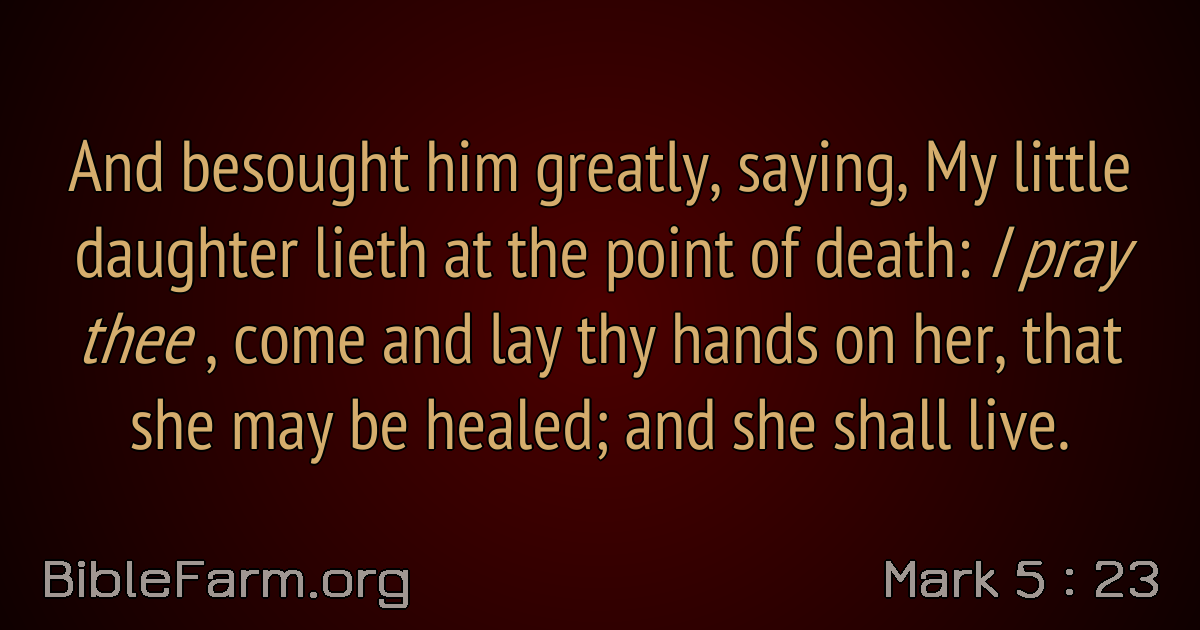 And besought him greatly, saying, My little
daughter lieth at the point of death: I pray
thee , come and lay thy hands on her, that
she may be healed; and she shall live.
BibleFarm.org
Mark 5 : 23